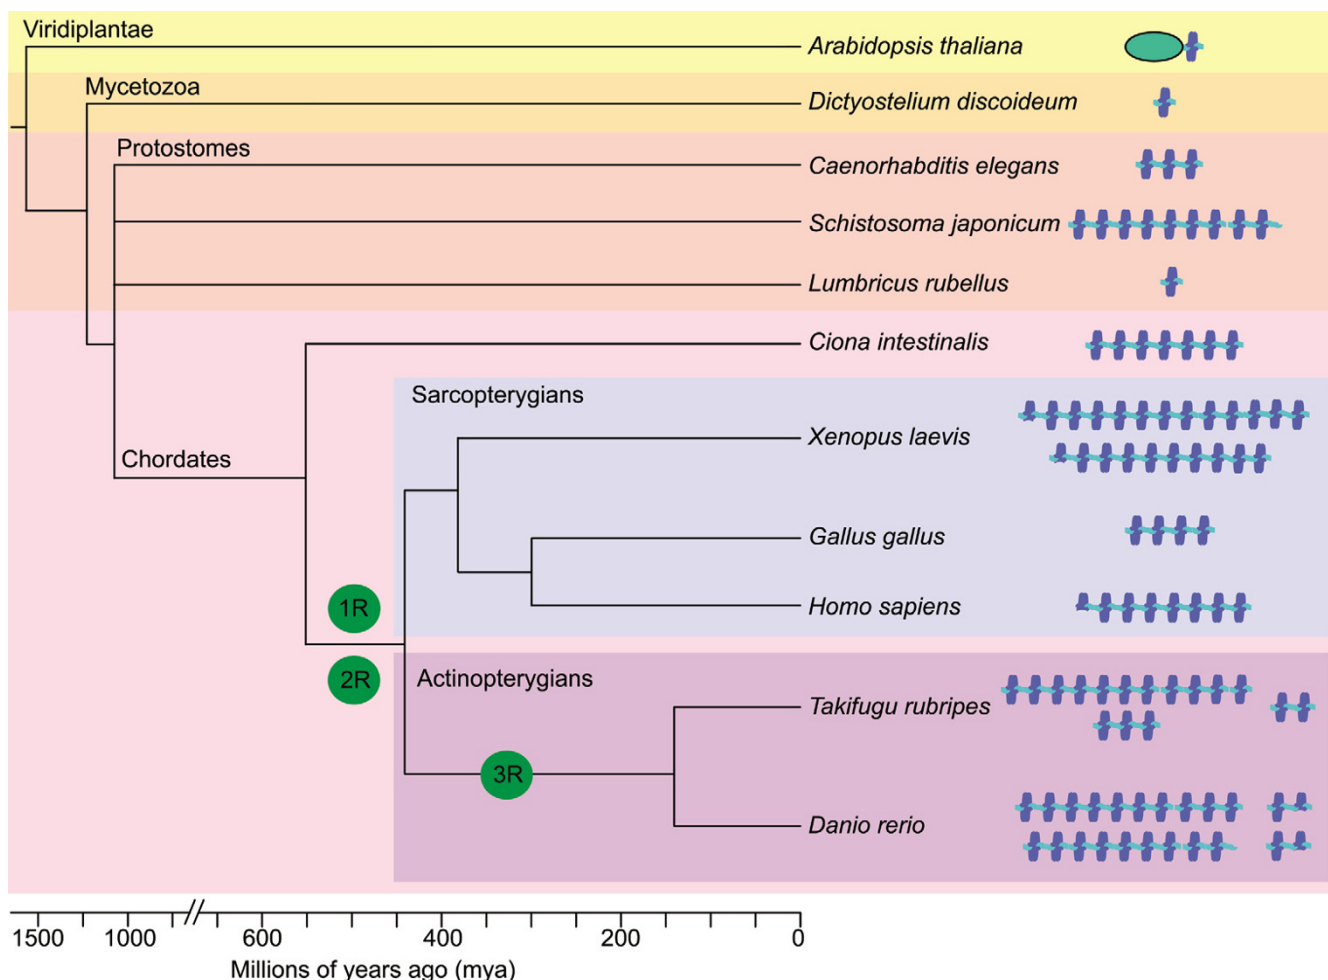 Viridiplantae
Arabidopsis thaliana
Mycetozoa
Dictyostelium discoideum
Protostomes
Caenorhabditis elegans
Schistosoma japonicum
Lumbricus rubellus
Ciona intestinalis
Sarcopterygians
Xenopus laevis
Chordates
Gallus gallus
1R
Homo sapiens
2R
Actinopterygians
Takifugu rubripes
3R
Danio rerio
1500 1000 600 400 200 0
Millions of years ago (mya)